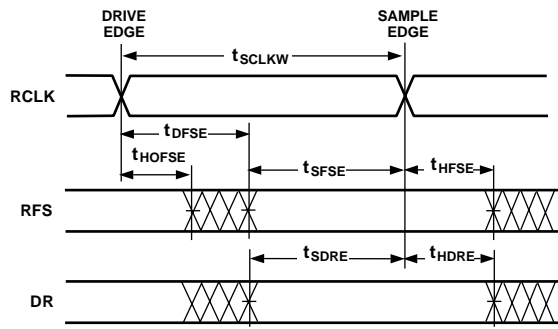 DRIVE EDGE
SAMPLE EDGE
tSCLKW
RCLK
tDFSE
tHOFSE
tSFSE
tHFSE
RFS
tSDRE
tHDRE
DR